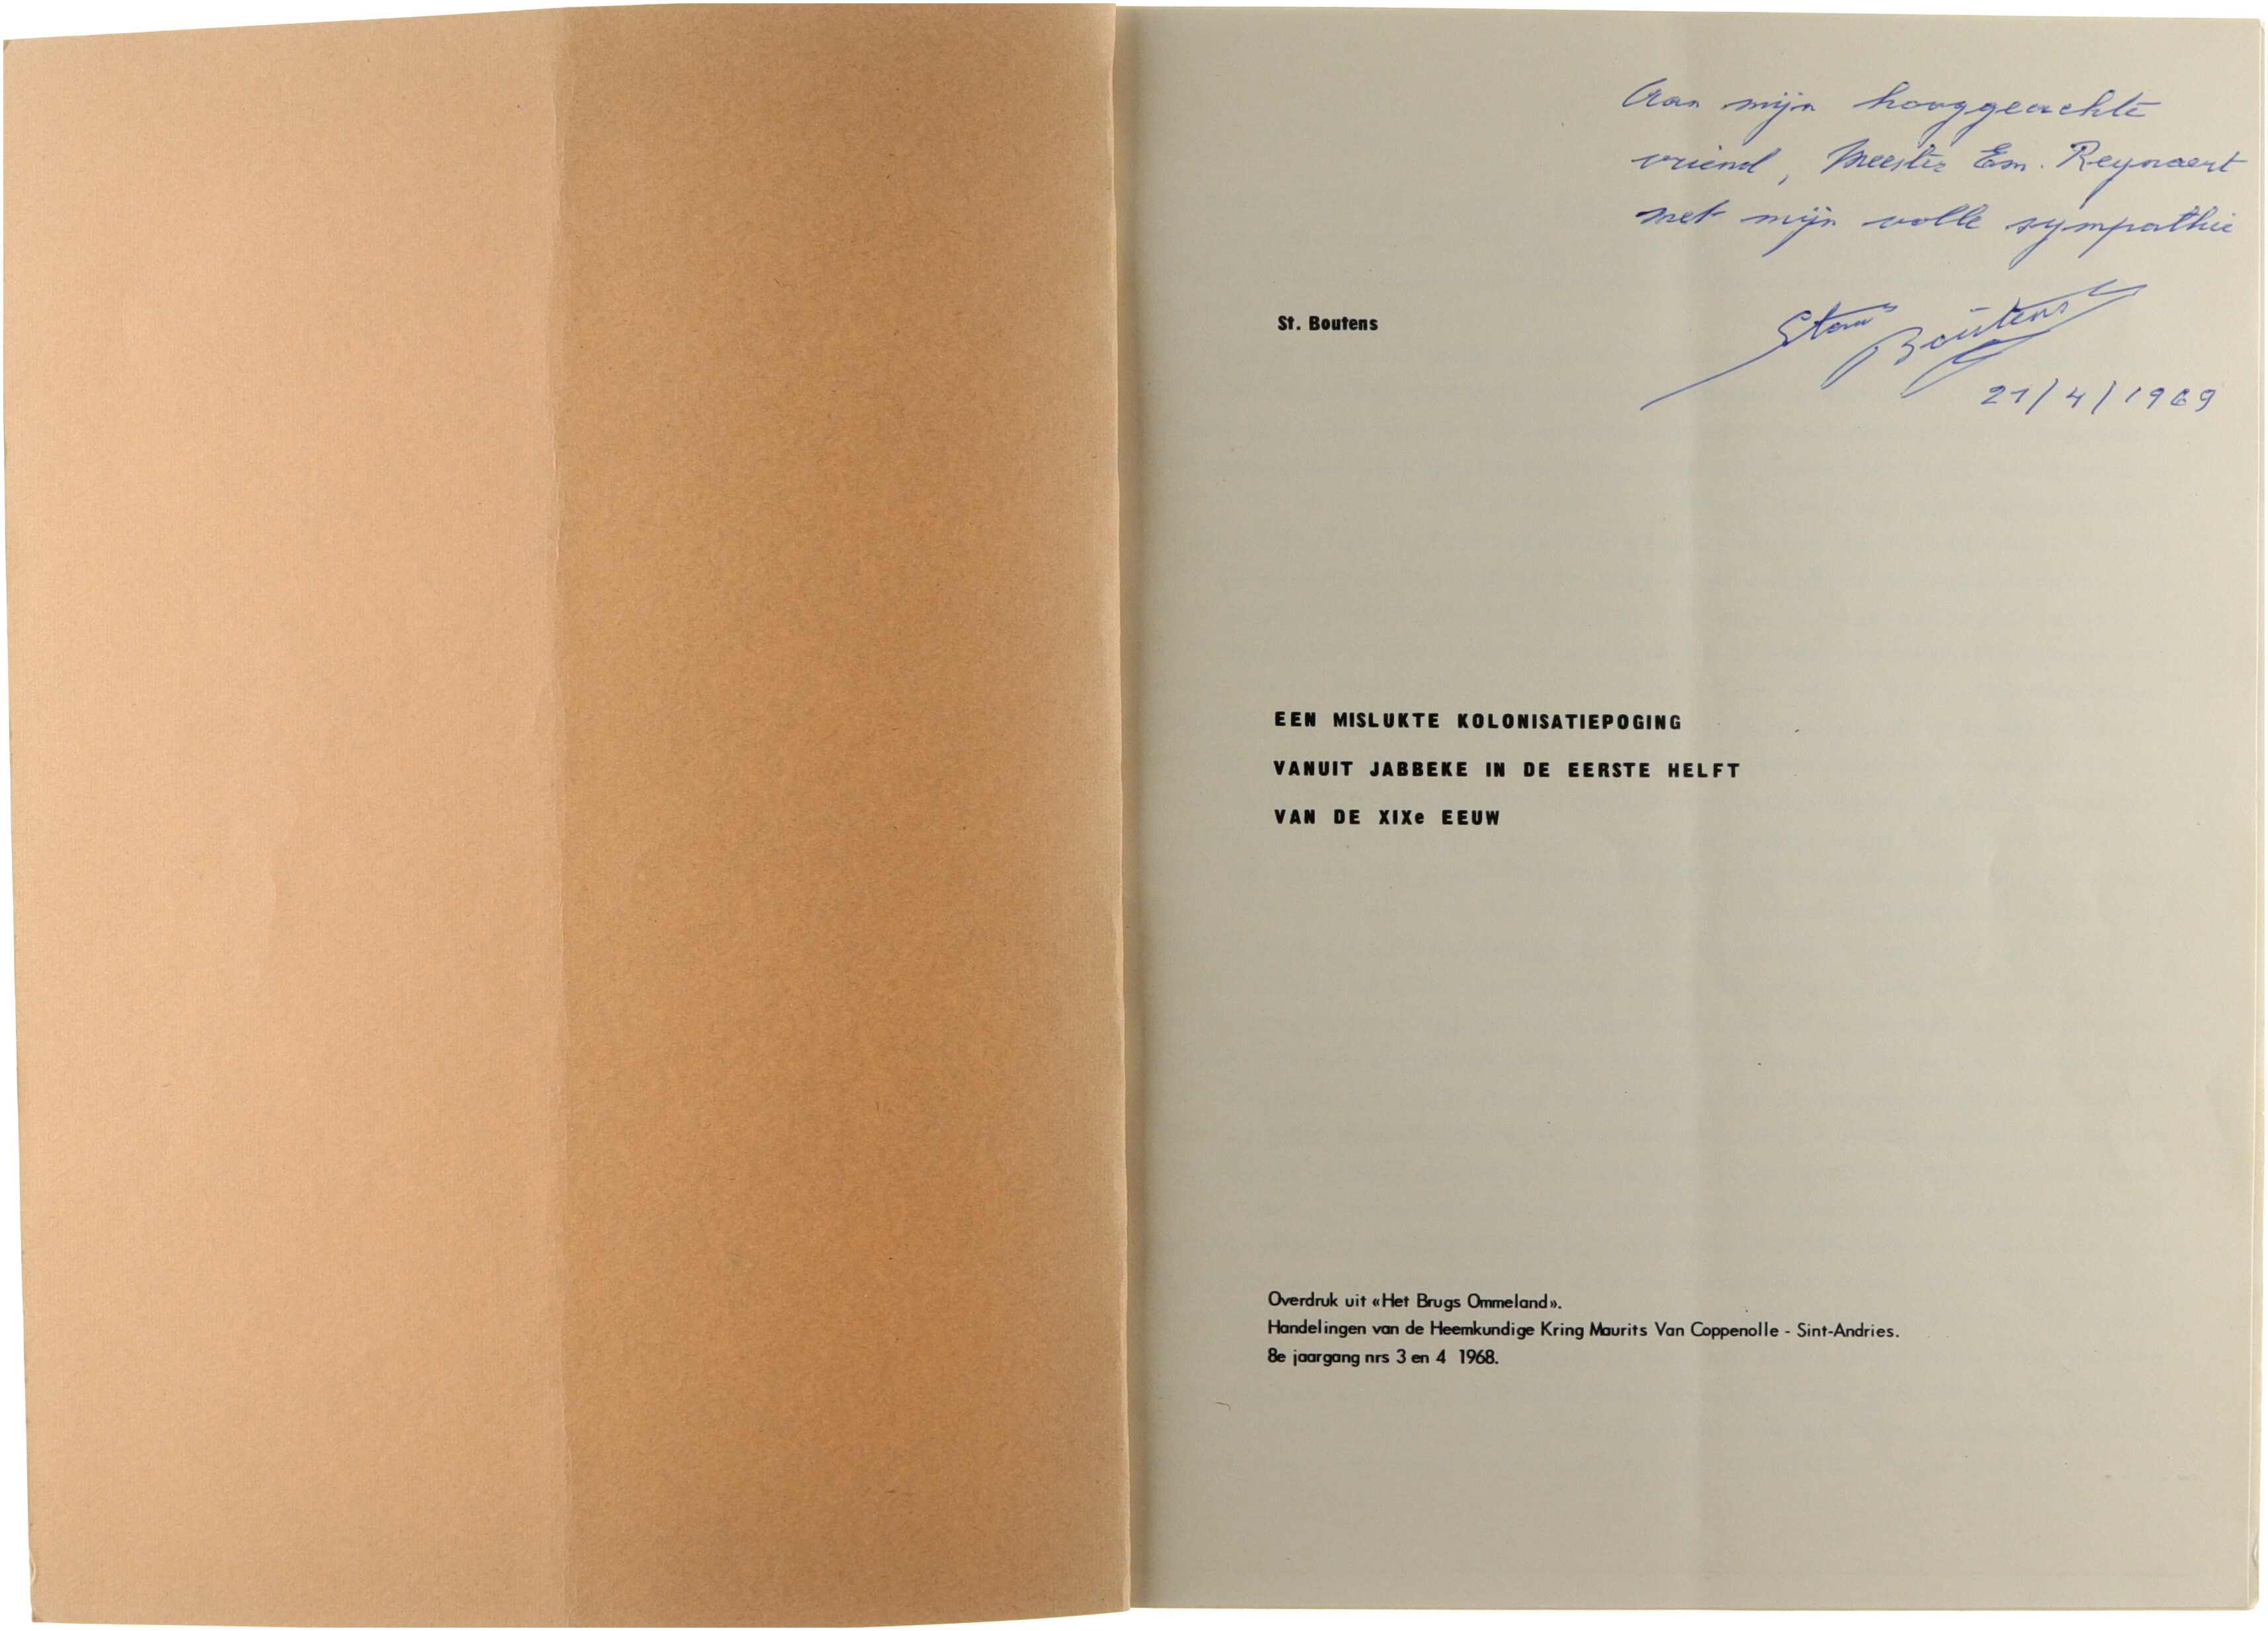 Aan mijn hooggeachte
vriend, Meester Em. Reynaert
met mijn volle sympathie
St. Boutens
Stan Boutens
21/4/1969
EEN MISLUKTE KOLONISATIEPOGING
VANUIT JABBEKE IN DE EERSTE HELFT
VAN DE XIXe EEUW
Overdruk uit «Het Brugs Ommeland».
Handelingen van de Heemkundige Kring Maurits Van Coppenolle - Sint-Andries.
8e jaargang nrs 3 en 4 1968.